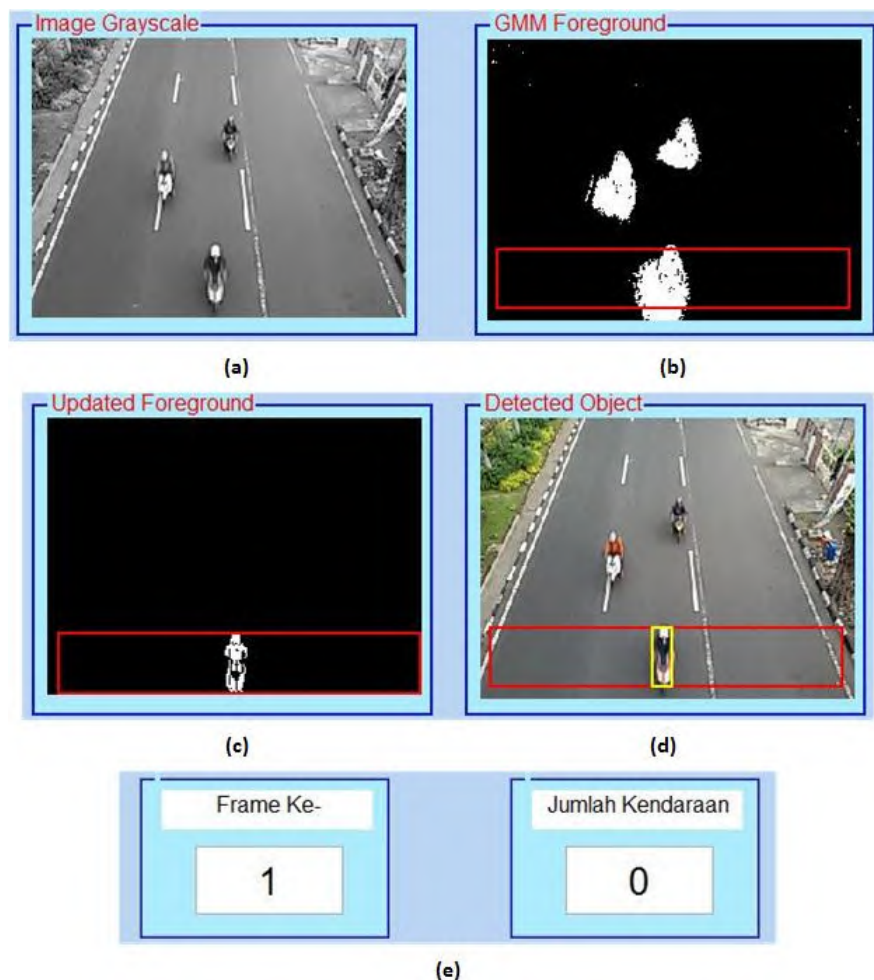 Image Grayscale
GMM Foreground
(a)
(b)
Updated Foreground
Detected Object
(c)
(d)
Frame Ke-
Jumlah Kendaraan
1
0
(e)